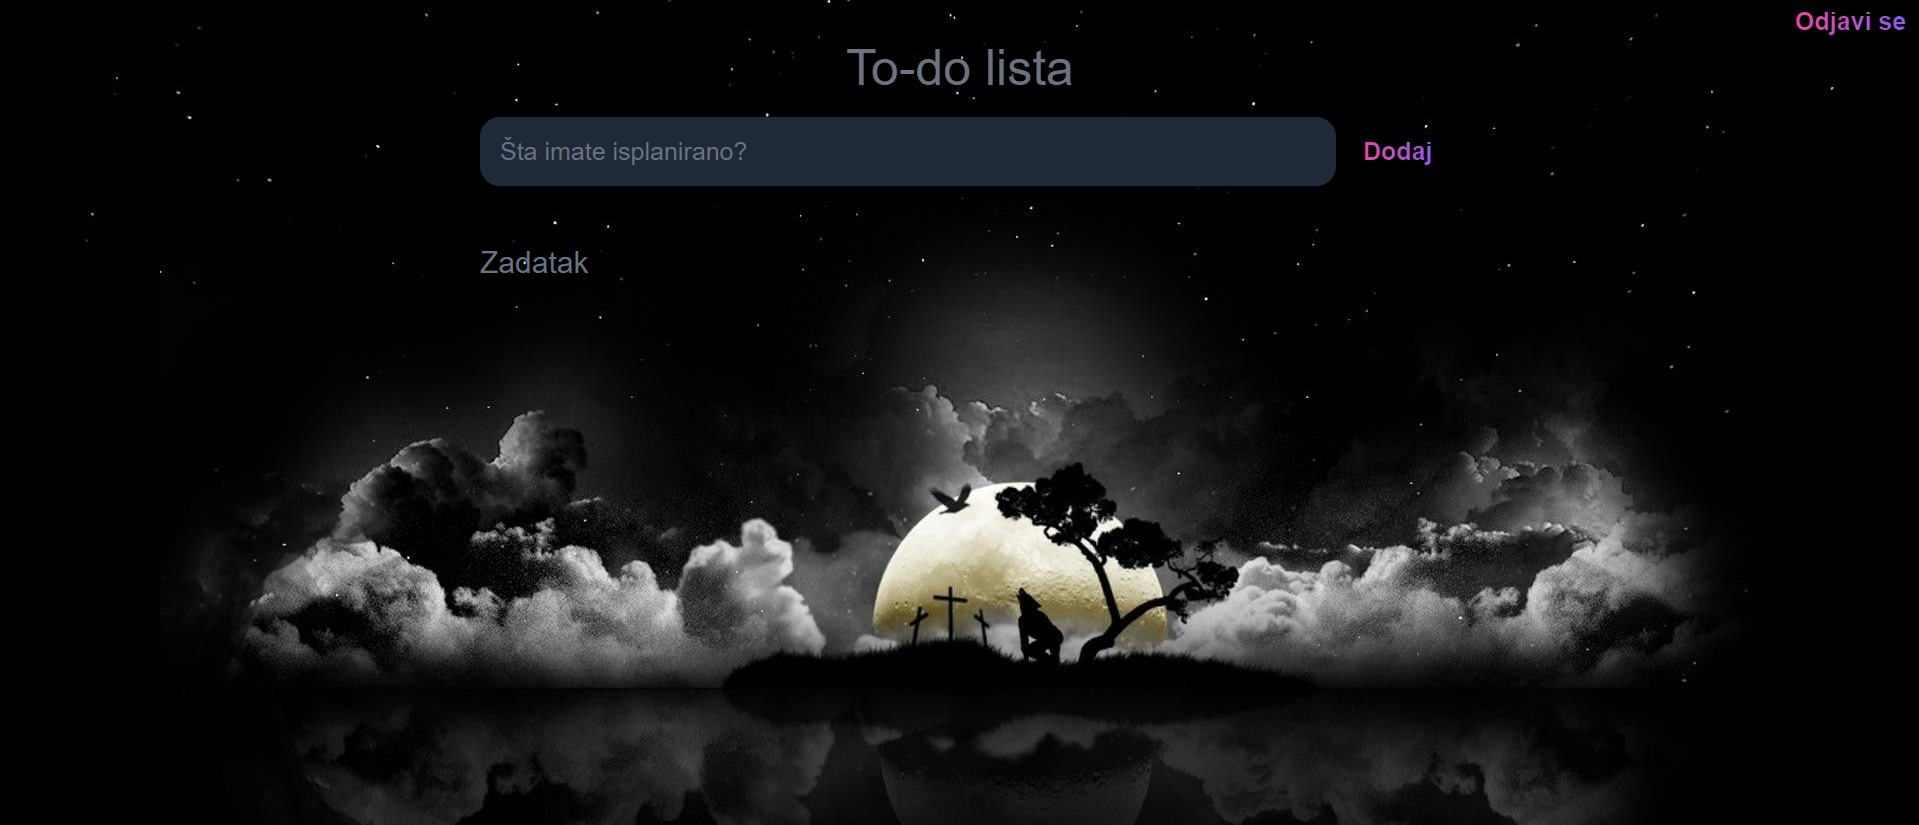 Odjavi se
To-do lista
Šta imate isplanirano?
Dodaj
Zadatak